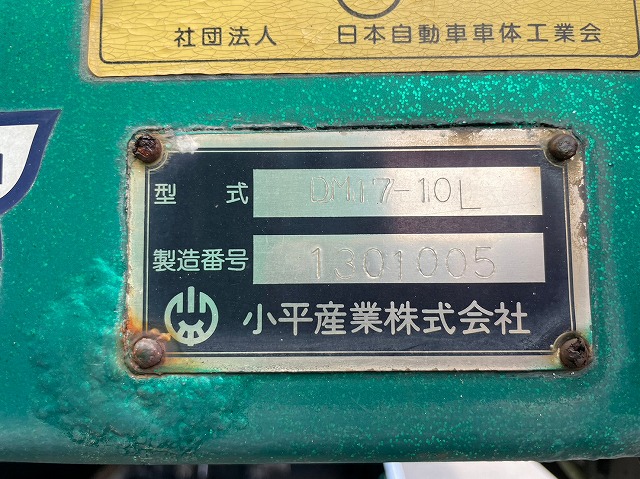 社団法人 日本自動車車体工業会
型式 DM17-10L
製造番号 1301005
小平産業株式会社